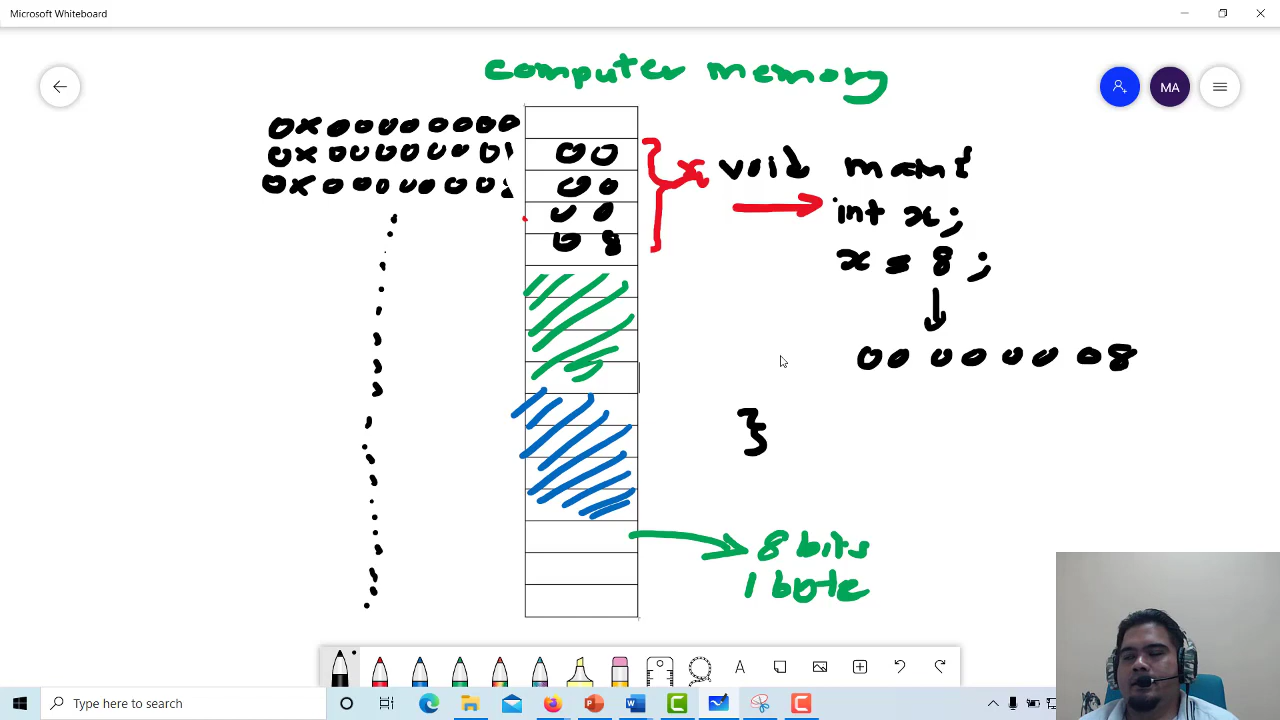 Microsoft Whiteboard
computer memory
MA
0x00000000
0x00000001
0x00000002
00
00
00
08
x
void main{
int x;
x = 8;
00 00 00 08
}
8 bits
1 byte
A
Type here to search